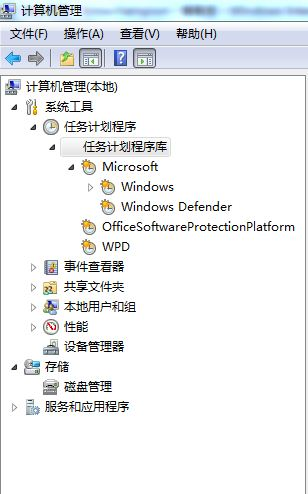 计算机管理
文件(F) 操作(A) 查看(V) 帮助(H)
计算机管理(本地)
系统工具
任务计划程序
任务计划程序库
Microsoft
Windows
Windows Defender
OfficeSoftwareProtectionPlatform
WPD
事件查看器
共享文件夹
本地用户和组
性能
设备管理器
存储
磁盘管理
服务和应用程序